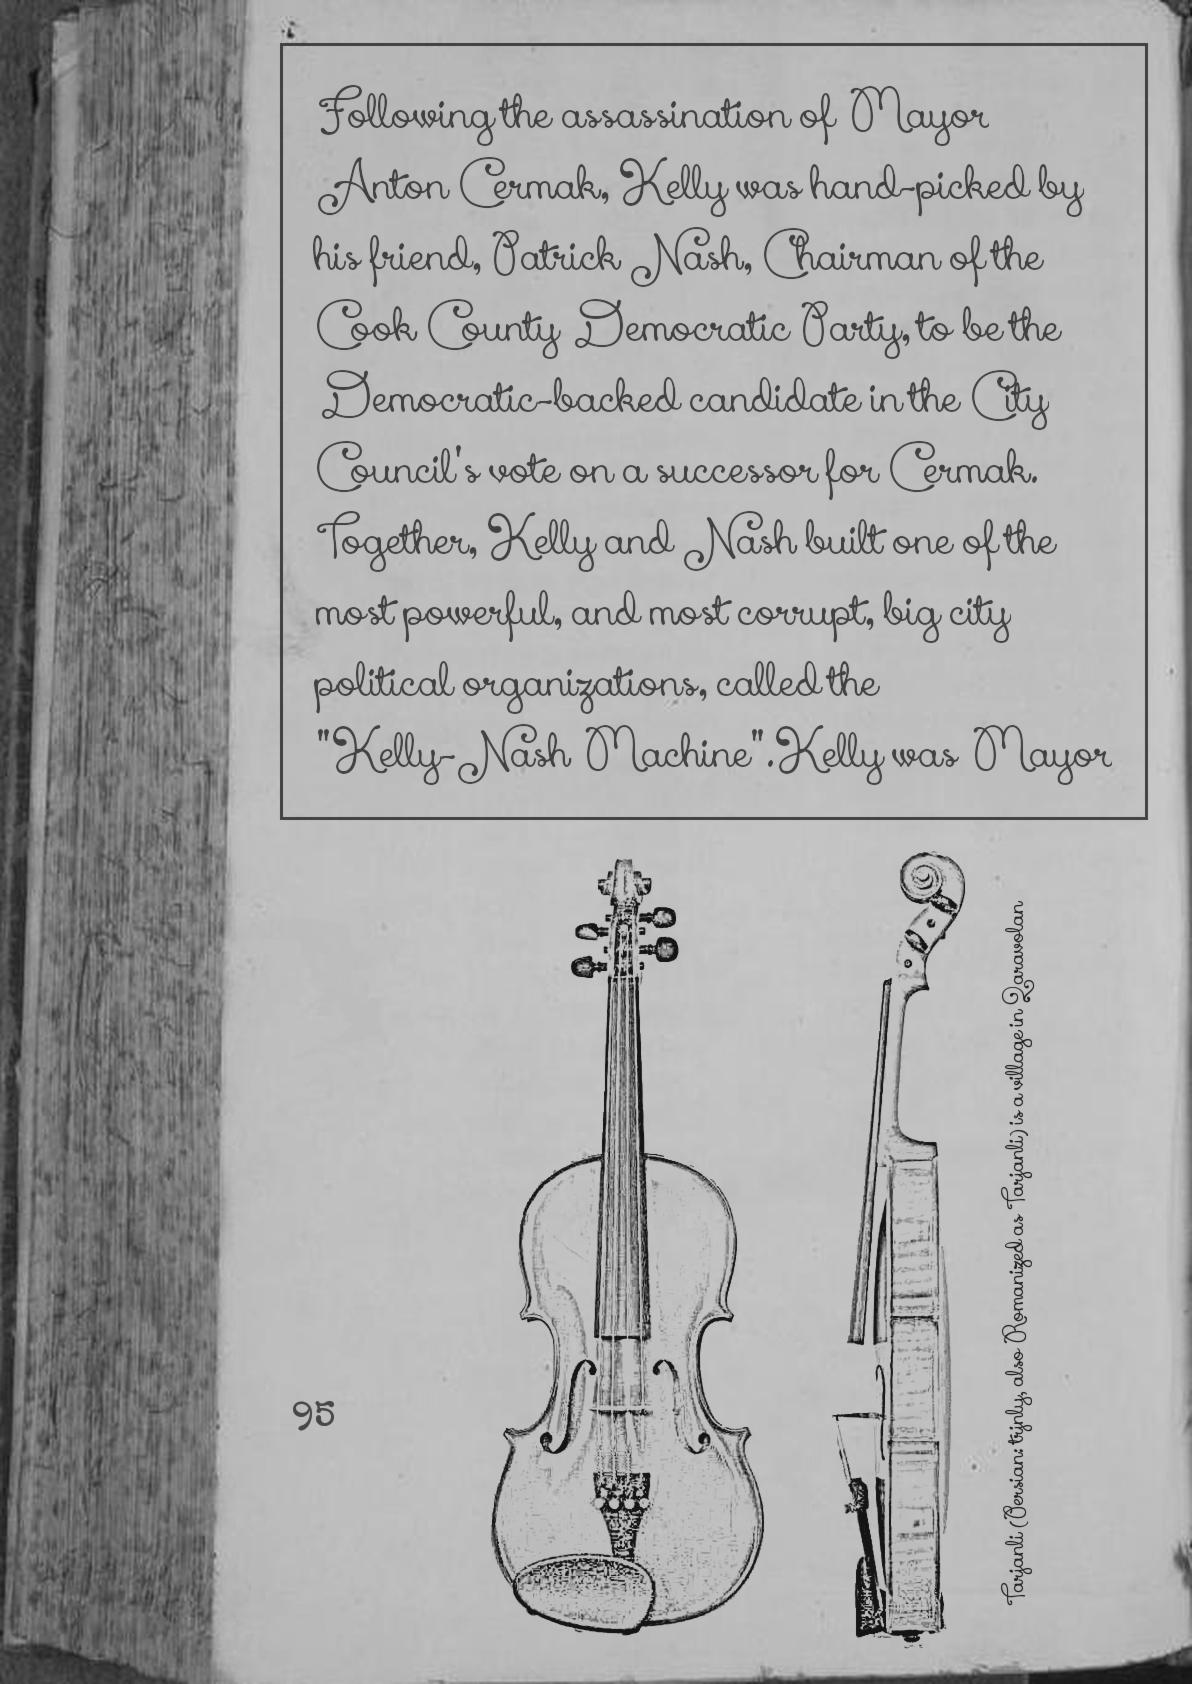 Following the assassination of Mayor
Anton Cermak, Kelly was hand-picked by
his friend, Patrick Nash, Chairman of the
Cook County Democratic Party, to be the
Democratic-backed candidate in the City
Council's vote on a successor for Cermak.
Together, Kelly and Nash built one of the
most powerful, and most corrupt, big city
political organizations, called the
"Kelly-Nash Machine".Kelly was Mayor
Tarjanli (Persian: trjnly, also Romanized as Tarjanlī) is a village in Qaravolan
95